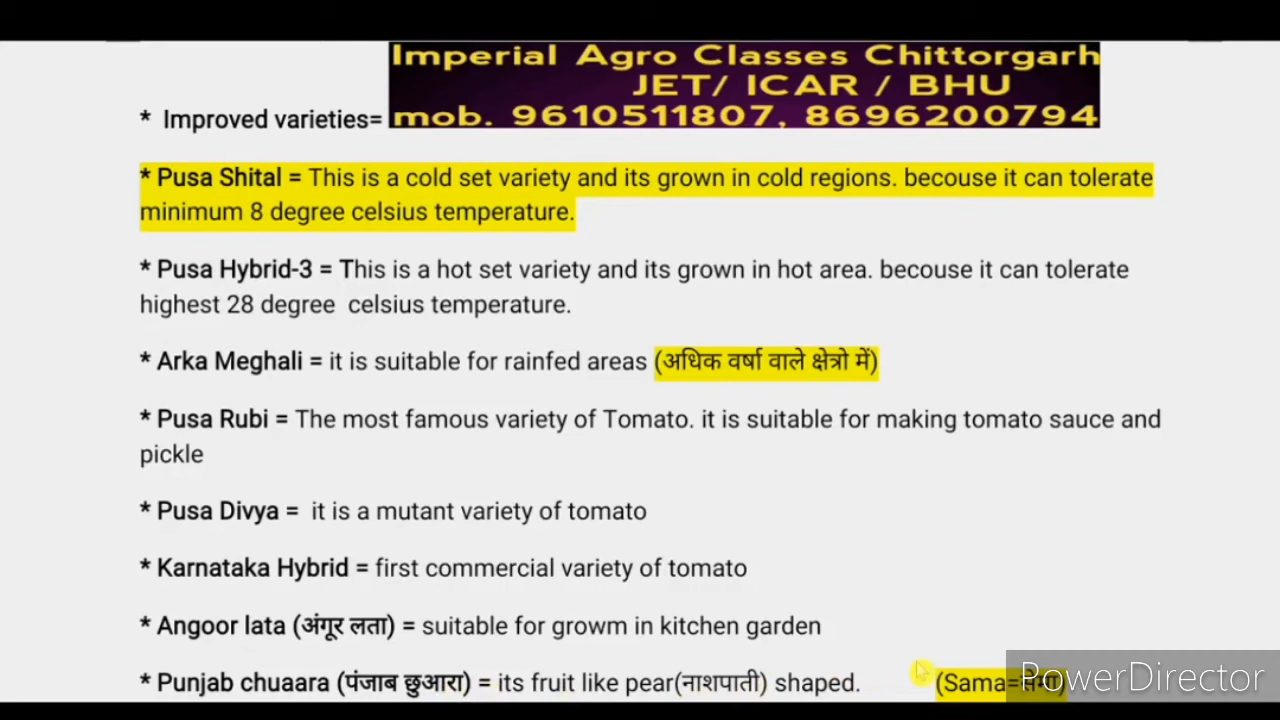 Imperial Agro Classes Chittorgarh
JET/ ICAR / BHU
* Improved varieties= mob. 9610511807, 8696200794
* Pusa Shital = This is a cold set variety and its grown in cold regions. becouse it can tolerate
minimum 8 degree celsius temperature.
* Pusa Hybrid-3 = This is a hot set variety and its grown in hot area. becouse it can tolerate
highest 28 degree celsius temperature.
* Arka Meghali = it is suitable for rainfed areas (अधिक वर्षा वाले क्षेत्रो में)
* Pusa Rubi = The most famous variety of Tomato. it is suitable for making tomato sauce and
pickle
* Pusa Divya = it is a mutant variety of tomato
* Karnataka Hybrid = first commercial variety of tomato
* Angoor lata (अंगूर लता) = suitable for growm in kitchen garden
* Punjab chuaara (पंजाब छुआरा) = its fruit like pear(नाशपाती) shaped. (Sama=
PowerDirector